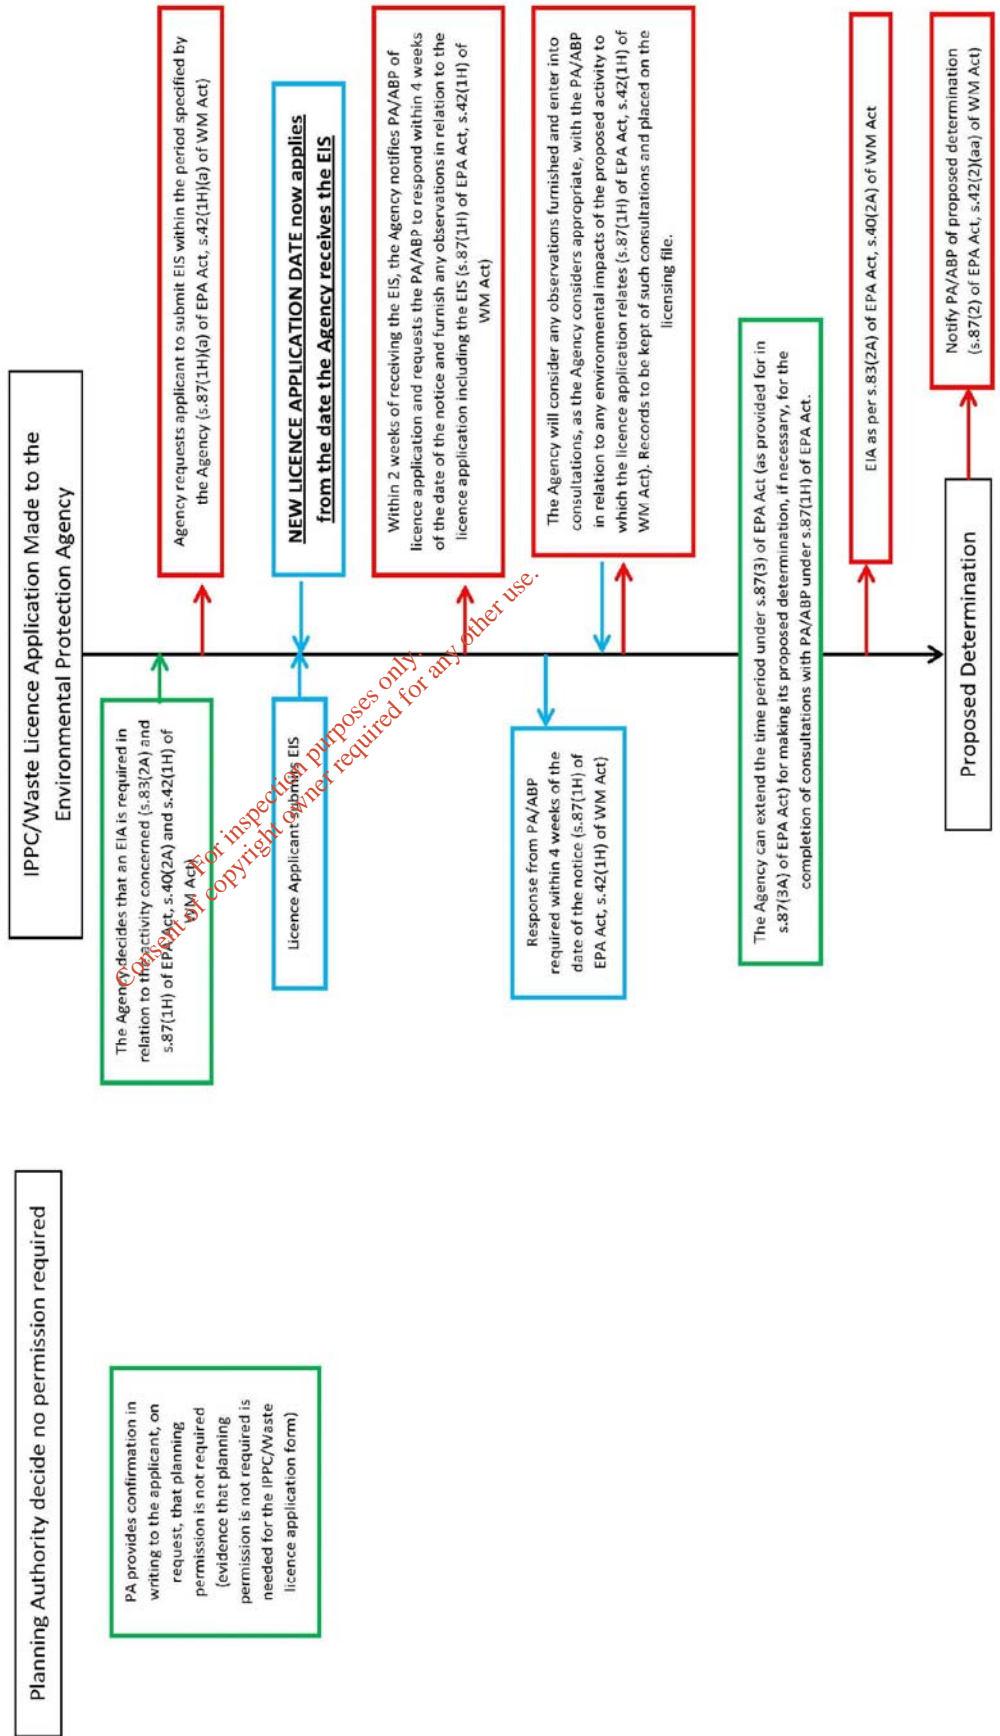 Planning Authority decide no permission required
PA provides confirmation in
writing to the applicant, on
request, that planning
permission is not required
(evidence that planning
permission is not required is
needed for the IPPC/Waste
licence application form)
IPPC/Waste Licence Application Made to the
Environmental Protection Agency
The Agency decides that an EIA is required in
relation to the activity concerned (s.83(2A) and
s.87(1H) of EPA Act, s.40(2A) and s.42(1H) of
WM Act)
Agency requests applicant to submit EIS within the period specified by
the Agency (s.87(1H)(a) of EPA Act, s.42(1H)(a) of WM Act)
Licence Applicant submits EIS
NEW LICENCE APPLICATION DATE now applies
from the date the Agency receives the EIS
Within 2 weeks of receiving the EIS, the Agency notifies PA/ABP of
licence application and requests the PA/ABP to respond within 4 weeks
of the date of the notice and furnish any observations in relation to the
licence application including the EIS (s.87(1H) of EPA Act, s.42(1H) of
WM Act)
Response from PA/ABP
required within 4 weeks of the
date of the notice (s.87(1H) of
EPA Act, s.42(1H) of WM Act)
The Agency will consider any observations furnished and enter into
consultations, as the Agency considers appropriate, with the PA/ABP
in relation to any environmental impacts of the proposed activity to
which the licence application relates (s.87(1H) of EPA Act, s.42(1H) of
WM Act). Records to be kept of such consultations and placed on the
licensing file.
The Agency can extend the time period under s.87(3) of EPA Act (as provided for in
s.87(3A) of EPA Act) for making its proposed determination, if necessary, for the
completion of consultations with PA/ABP under s.87(1H) of EPA Act.
EIA as per s.83(2A) of EPA Act, s.40(2A) of WM Act
Proposed Determination
Notify PA/ABP of proposed determination
(s.87(2) of EPA Act, s.42(2)(aa) of WM Act)
For inspection purposes only.
Consent of copyright owner required for any other use.